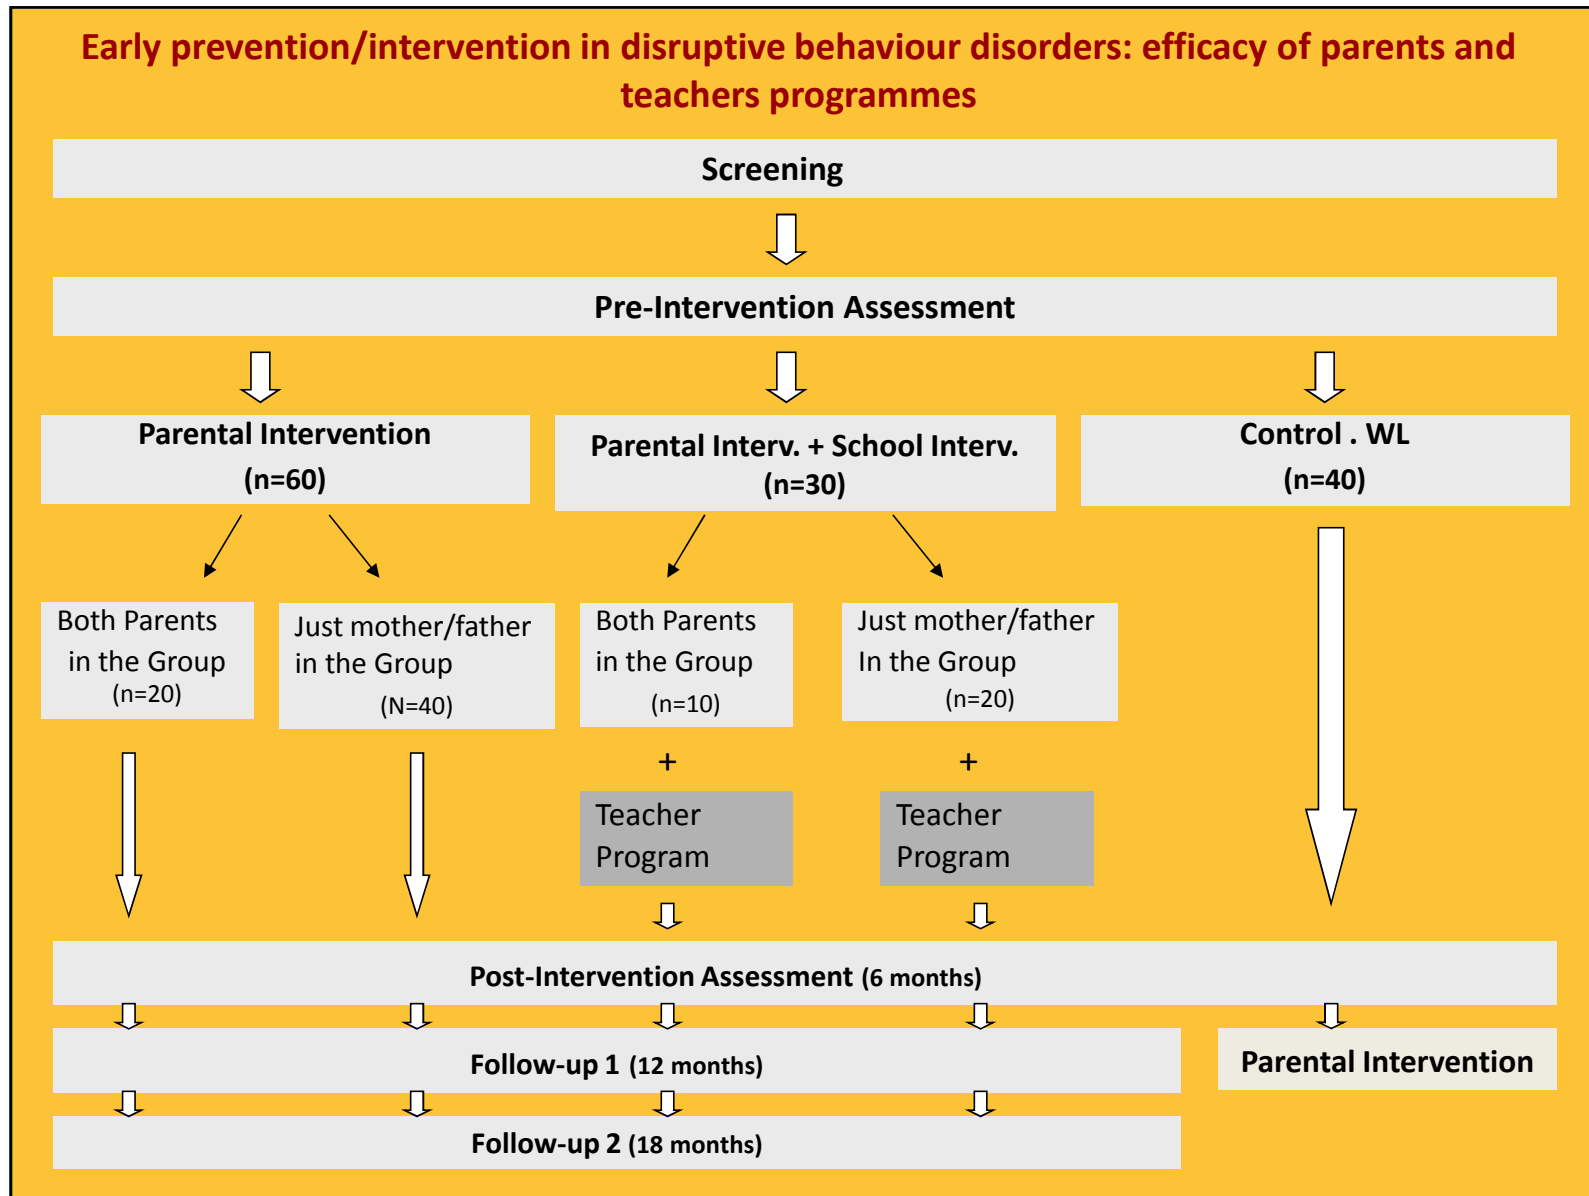 Early prevention/intervention in disruptive behaviour disorders: efficacy of parents and
teachers programmes
Screening
Pre-Intervention Assessment
Parental Intervention
(n=60)
Parental Interv. + School Interv.
(n=30)
Control . WL
(n=40)
Both Parents
in the Group
(n=20)
Just mother/father
in the Group
(N=40)
Both Parents
in the Group
(n=10)
Just mother/father
In the Group
(n=20)
+
+
Teacher
Program
Teacher
Program
Post-Intervention Assessment (6 months)
Follow-up 1 (12 months)
Parental Intervention
Follow-up 2 (18 months)